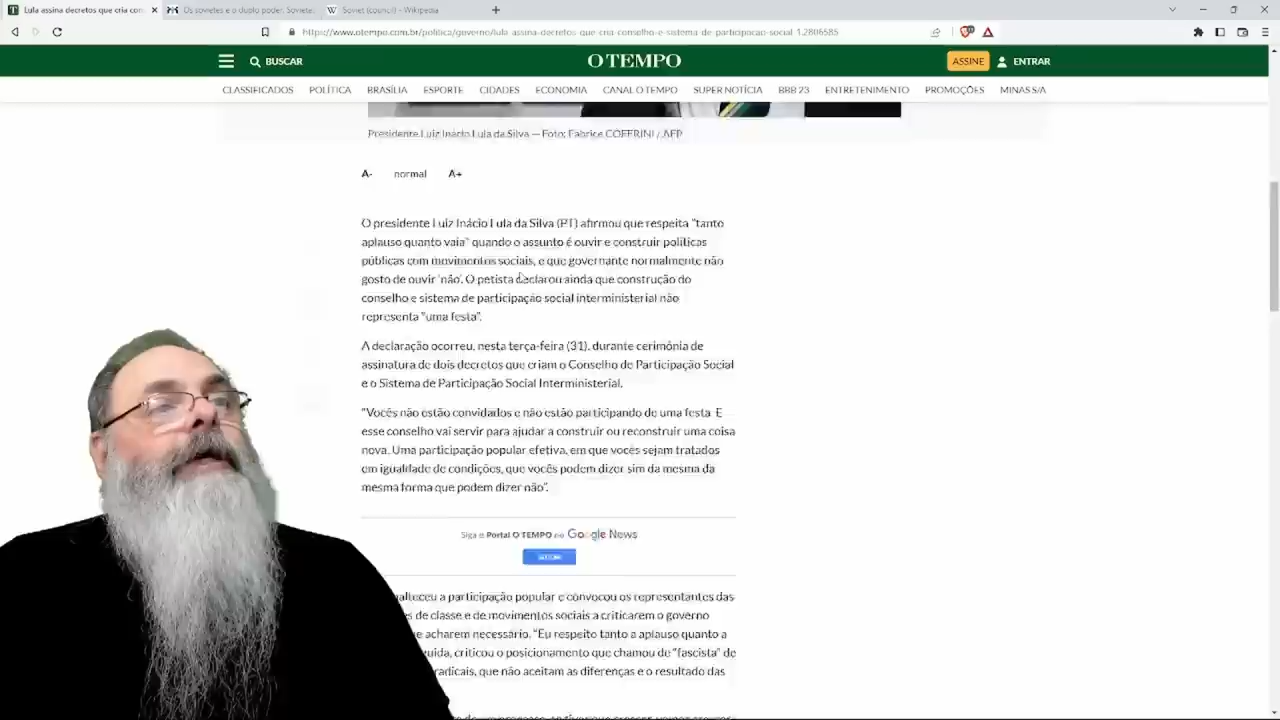 Lula assina decretos que cria con
Os sovietes e o duplo poder. Soviete
Soviet (council) - Wikipedia
https://www.otempo.com.br/politica/governo/lula-assina-decretos-que-cria-conselho-e-sistema-de-participacao-social-1.2806585
BUSCAR
O TEMPO
ASSINE
ENTRAR
CLASSIFICADOS POLÍTICA BRASÍLIA ESPORTE CIDADES ECONOMIA CANAL O TEMPO SUPER NOTÍCIA BBB 23 ENTRETENIMENTO PROMOÇÕES MINAS S/A
Presidente Luiz Inácio Lula da Silva — Foto: Fabrice COFFRINI / AFP
A- normal A+
O presidente Luiz Inácio Lula da Silva (PT) afirmou que respeita "tanto
aplauso quanto vaia" quando o assunto é ouvir e construir políticas
públicas com movimentos sociais, e que governante normalmente não
gosto de ouvir 'não'. O petista declarou ainda que construção do
conselho e sistema de participação social interministerial não
representa "uma festa".
A declaração ocorreu, nesta terça-feira (31), durante cerimônia de
assinatura de dois decretos que criam o Conselho de Participação Social
e o Sistema de Participação Social Interministerial.
"Vocês não estão convidados e não estão participando de uma festa. E
esse conselho vai servir para ajudar a construir ou reconstruir uma coisa
nova. Uma participação popular efetiva, em que vocês sejam tratados
em igualdade de condições, que vocês podem dizer sim da mesma da
mesma forma que podem dizer não".
Siga o Portal O TEMPO no Google News
alteceu a participação popular e convocou os representantes das
es de classe e de movimentos sociais a criticarem o governo
ue acharem necessário. "Eu respeito tanto a aplauso quanto a
uida, criticou o posicionamento que chamou de "fascista" de
radicais, que não aceitam as diferenças e o resultado das